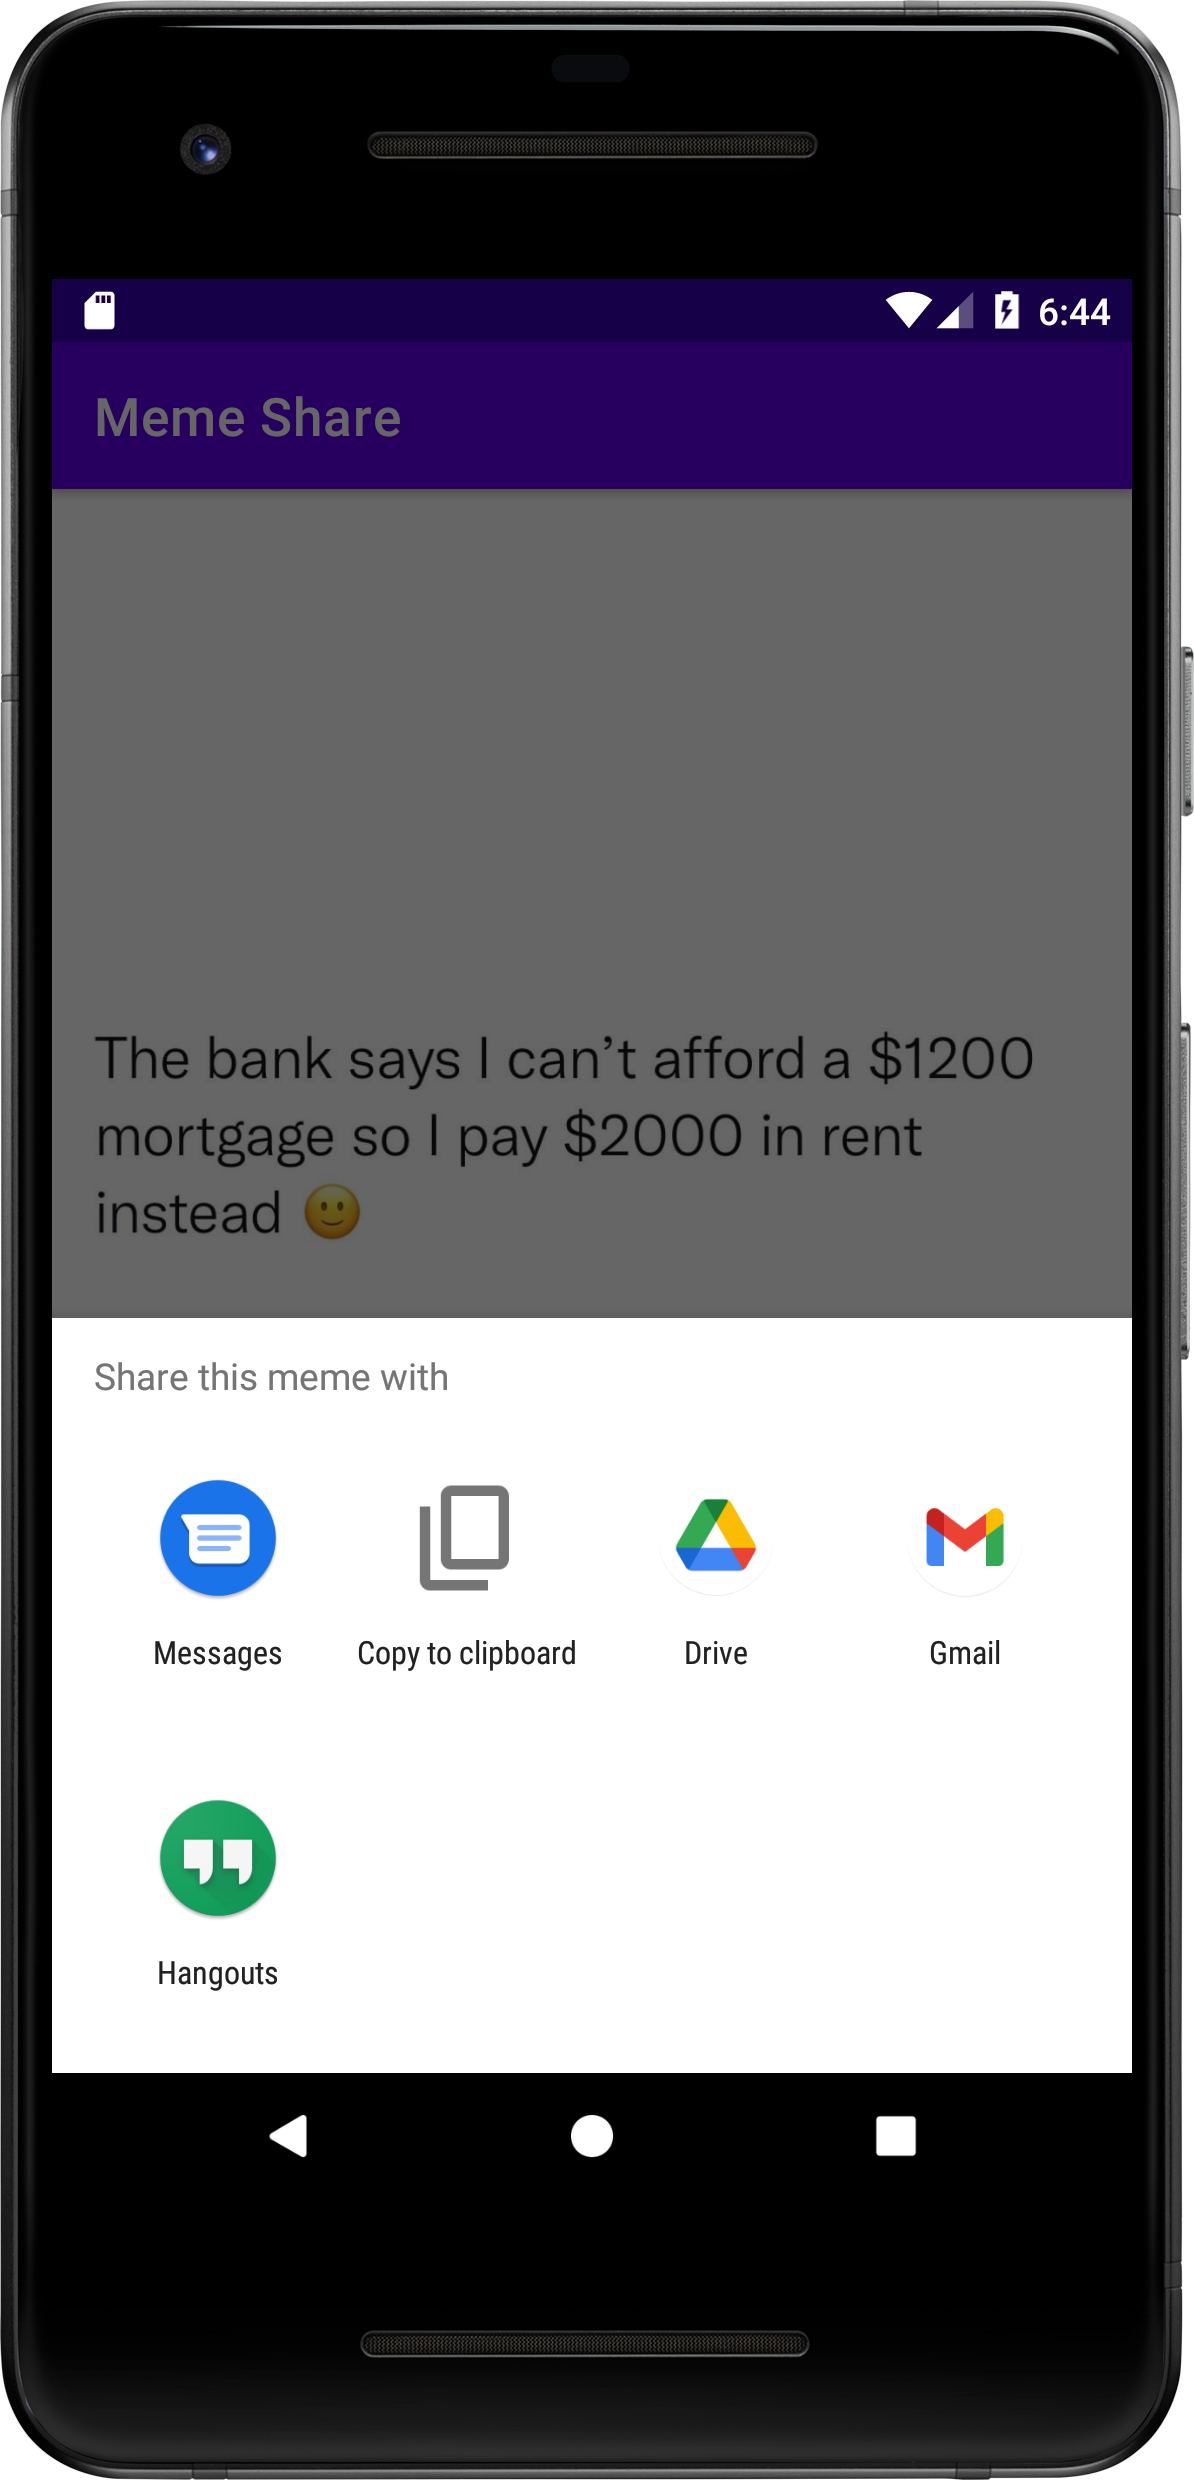 6:44
Meme Share
The bank says I can’t afford a $1200
mortgage so I pay $2000 in rent
instead 🙂
Share this meme with
Messages
Copy to clipboard
Drive
Gmail
Hangouts